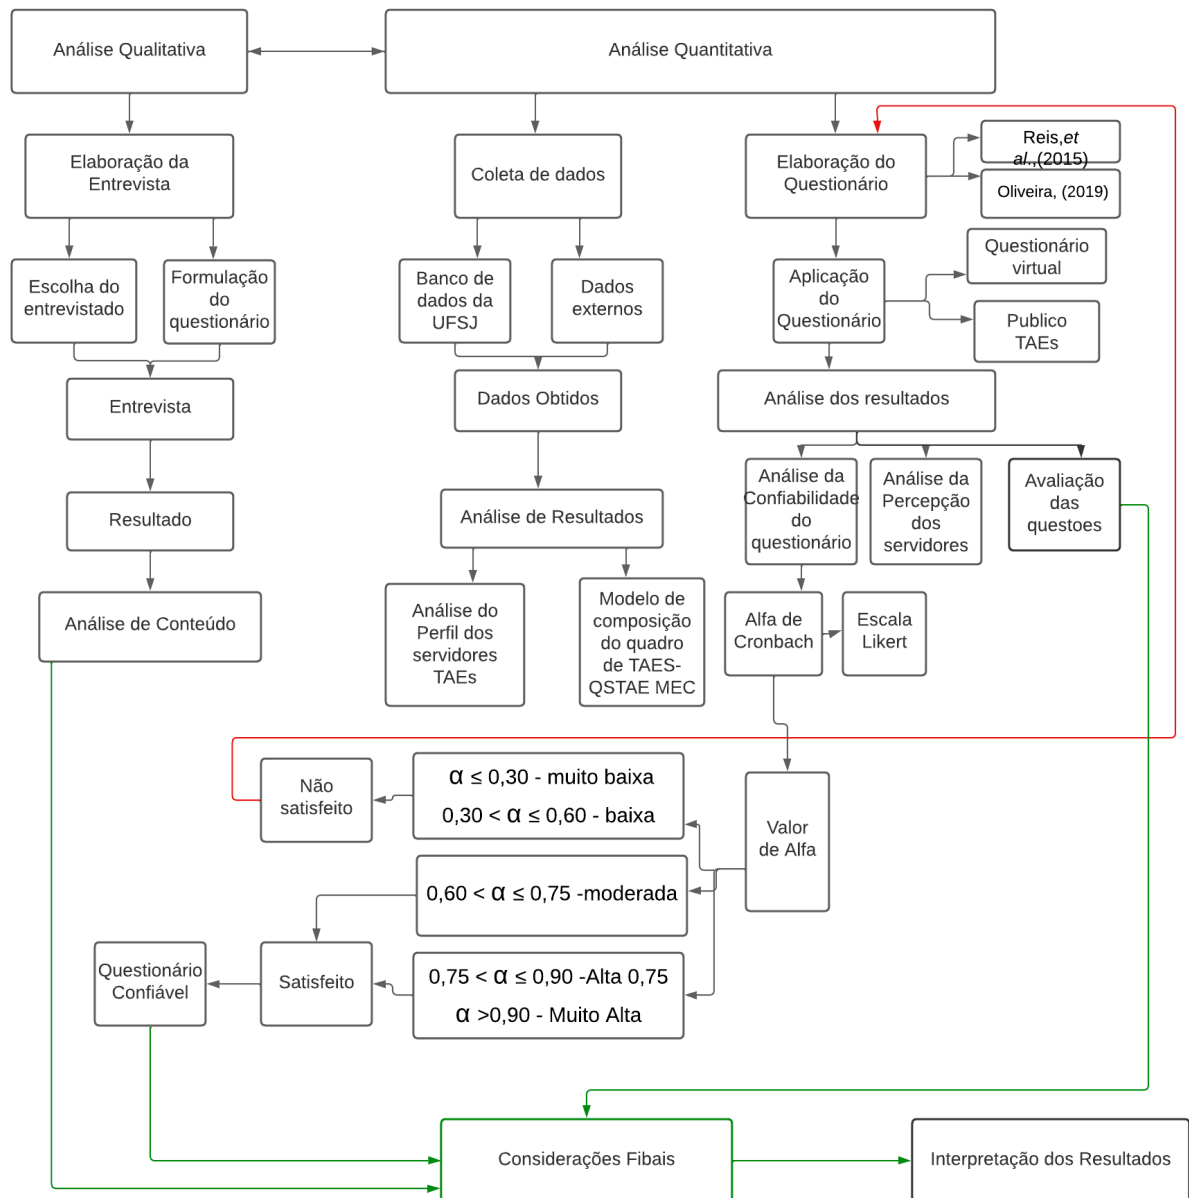 Análise Qualitativa
Análise Quantitativa
Elaboração da
Entrevista
Coleta de dados
Elaboração do
Questionário
Reis,et
al.,(2015)
Oliveira, (2019)
Escolha do
entrevistado
Formulação
do
questionário
Banco de
dados da
UFSJ
Dados
externos
Aplicação
do
Questionário
Questionário
virtual
Publico
TAEs
Entrevista
Dados Obtidos
Análise dos resultados
Resultado
Análise de Resultados
Análise da
Confiabilidade
do
questionário
Análise da
Percepção
dos
servidores
Avaliação
das
questoes
Análise de Conteúdo
Análise do
Perfil dos
servidores
TAEs
Modelo de
composição
do quadro
de TAES-
QSTAE MEC
Alfa de
Cronbach
Escala
Likert
Não
satisfeito
α ≤ 0,30 - muito baixa
0,30 < α ≤ 0,60 - baixa
Valor
de Alfa
0,60 < α ≤ 0,75 -moderada
Questionário
Confiável
Satisfeito
0,75 < α ≤ 0,90 -Alta 0,75
α >0,90 - Muito Alta
Considerações Fibais
Interpretação dos Resultados